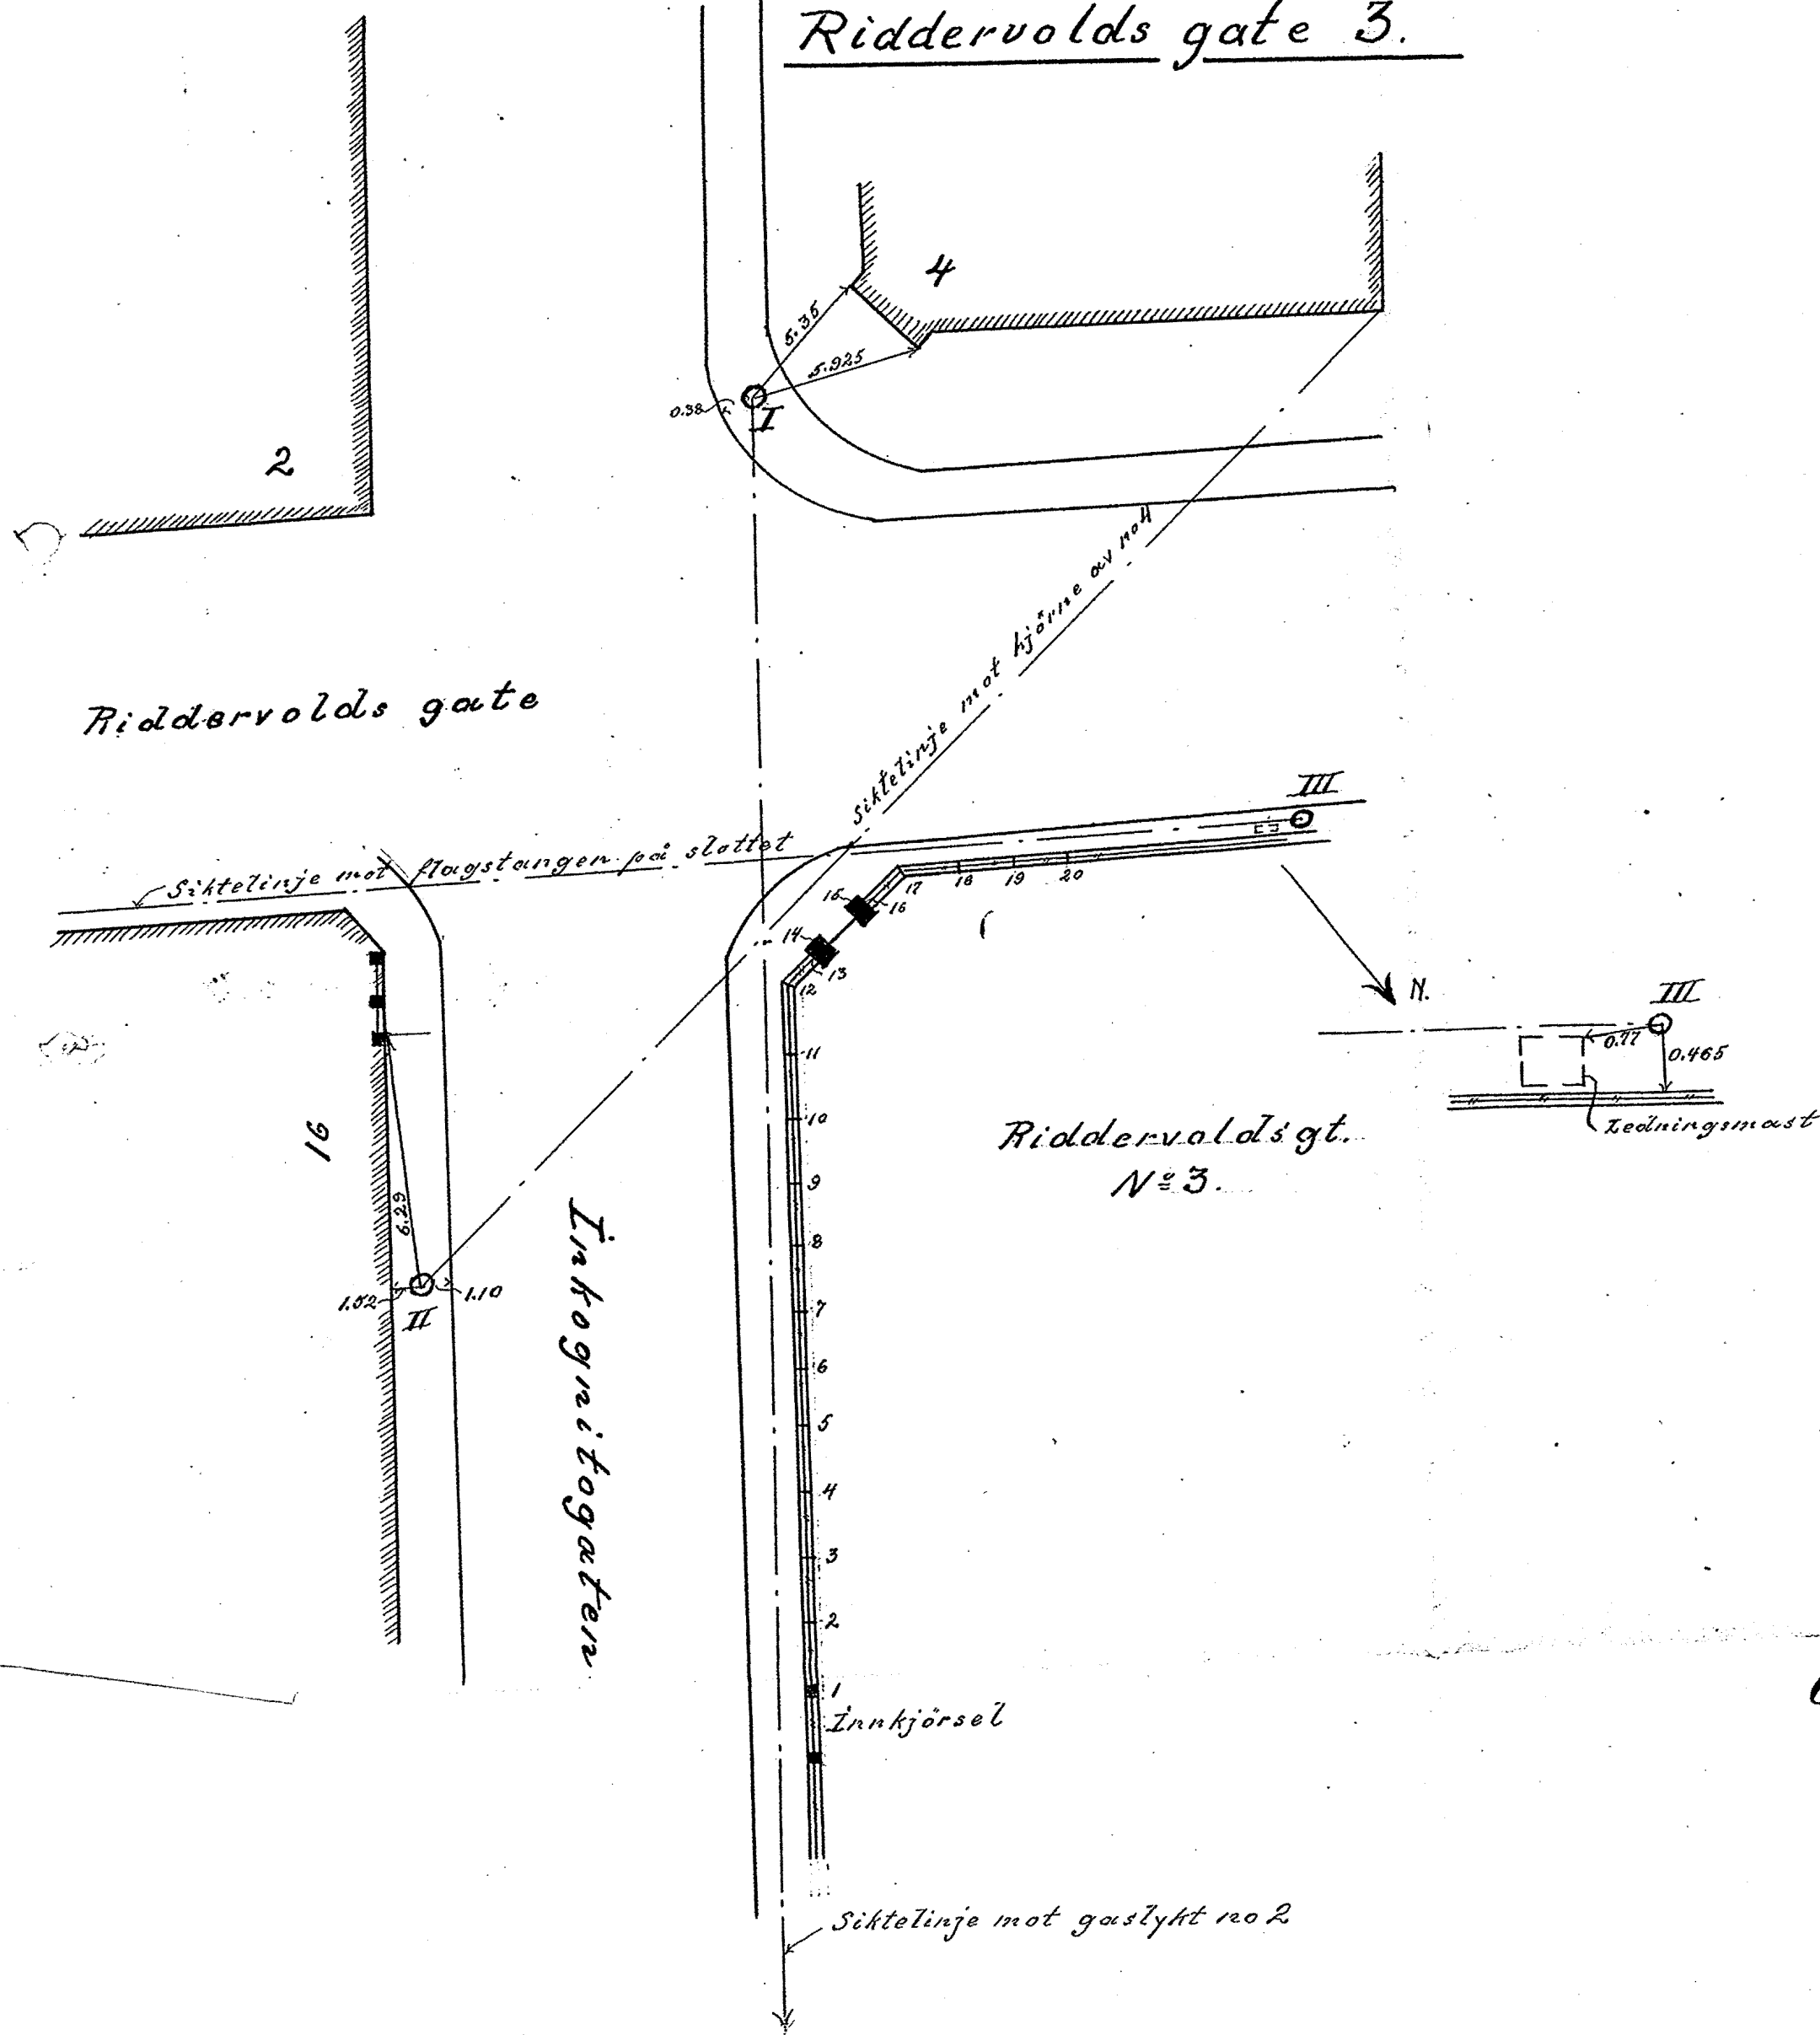 Riddervolds gate 3.
4
5.35
5.925
0.38
I
2
Siktelinje mot hjörne av no 4
Riddervolds gate
III
Siktelinje mot flagstangen på slottet
15
16
17
18
19
20
14
13
12
N.
III
0.77
0.465
Ledningsmast
11
10
Riddervoldsgt.
Nº 3.
16
9
6.29
8
1.52
1.10
II
7
Inkognitogaten
6
5
4
3
2
1
Innkjörsel
Siktelinje mot gaslykt no 2